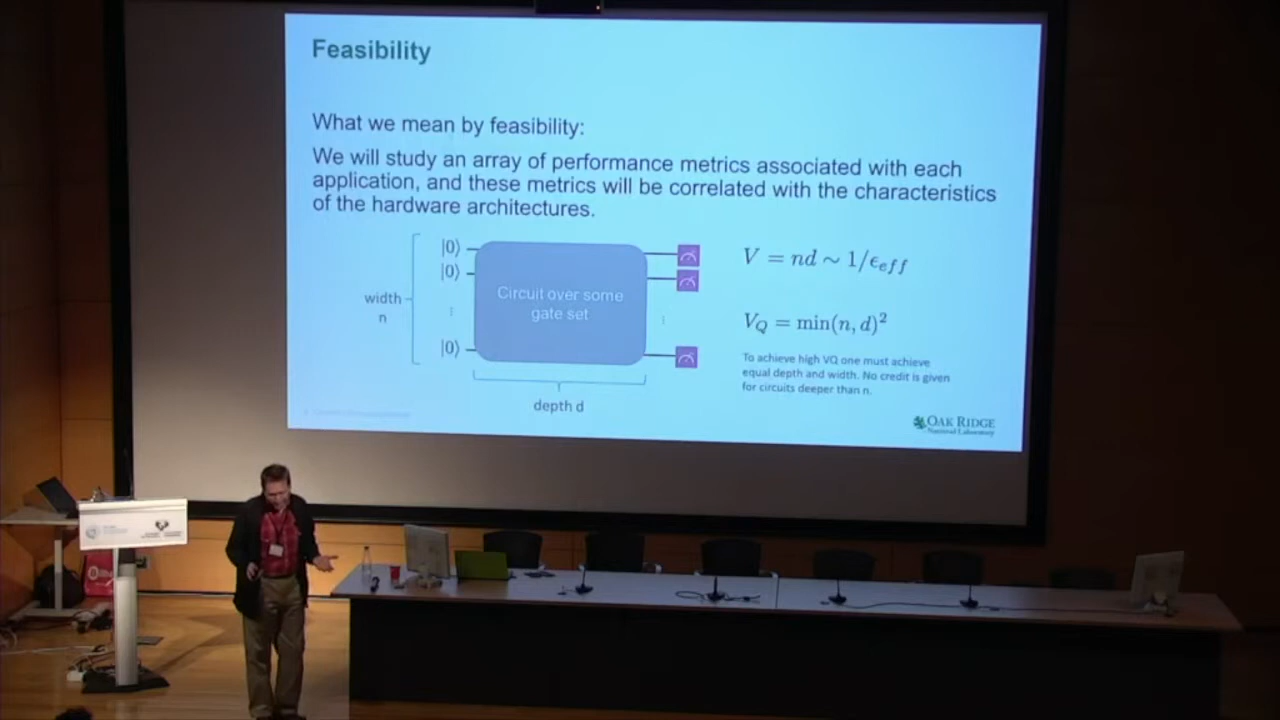 Feasibility
What we mean by feasibility:
We will study an array of performance metrics associated with each
application, and these metrics will be correlated with the characteristics
of the hardware architectures.
width
n
|0⟩
|0⟩
⋮
|0⟩
Circuit over some
gate set
depth d
V = nd ∼ 1/ϵ_eff
V_Q = min(n, d)²
To achieve high VQ one must achieve
equal depth and width. No credit is given
for circuits deeper than n.
OAK RIDGE
National Laboratory